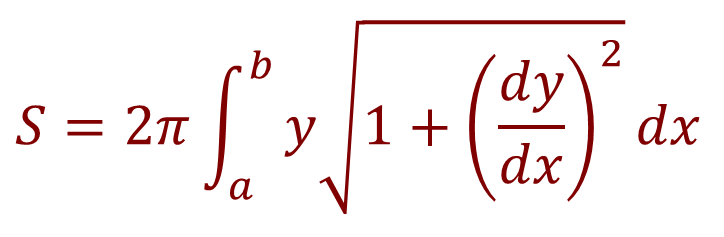 S = 2π ∫_a^b y √(1 + (dy/dx)^2) dx